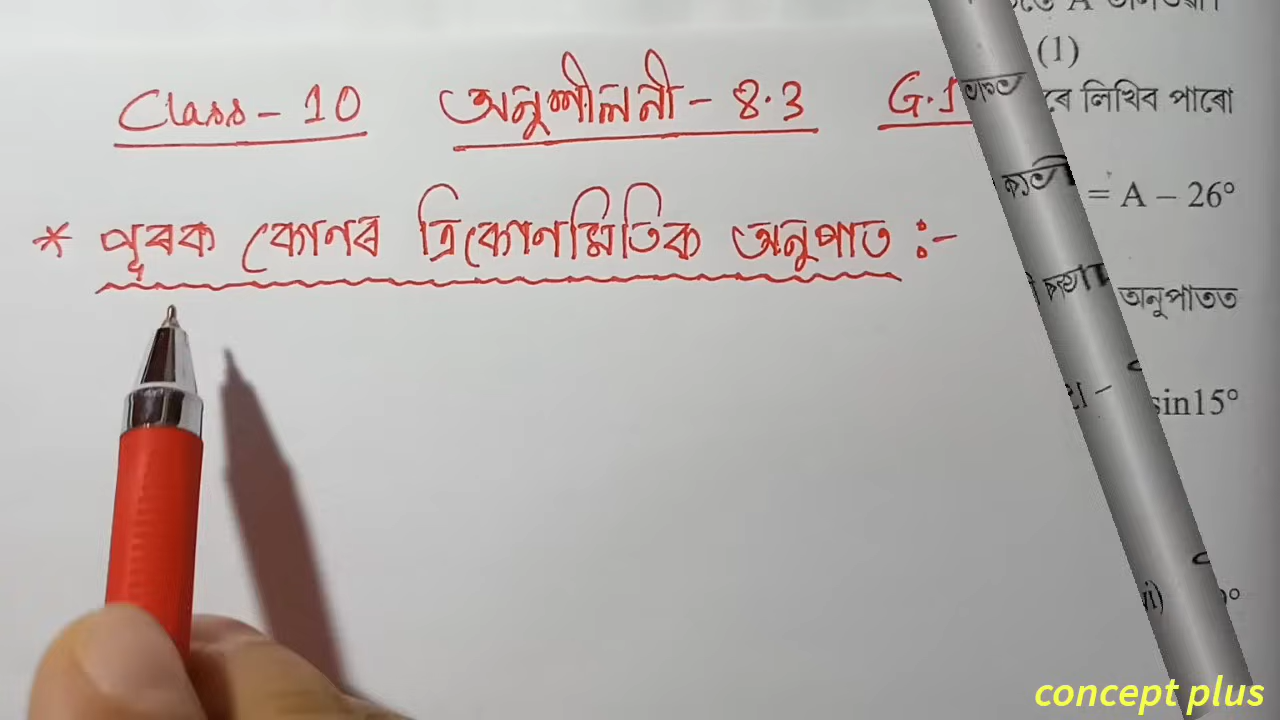 Class - 10 অনুশীলনী - 8.3
* পূৰক কোণৰ ত্ৰিকোণমিতিক অনুপাত :-
(1)
ৰে লিখিব পাৰো
= A – 26°
অনুপাতত
sin15°
concept plus